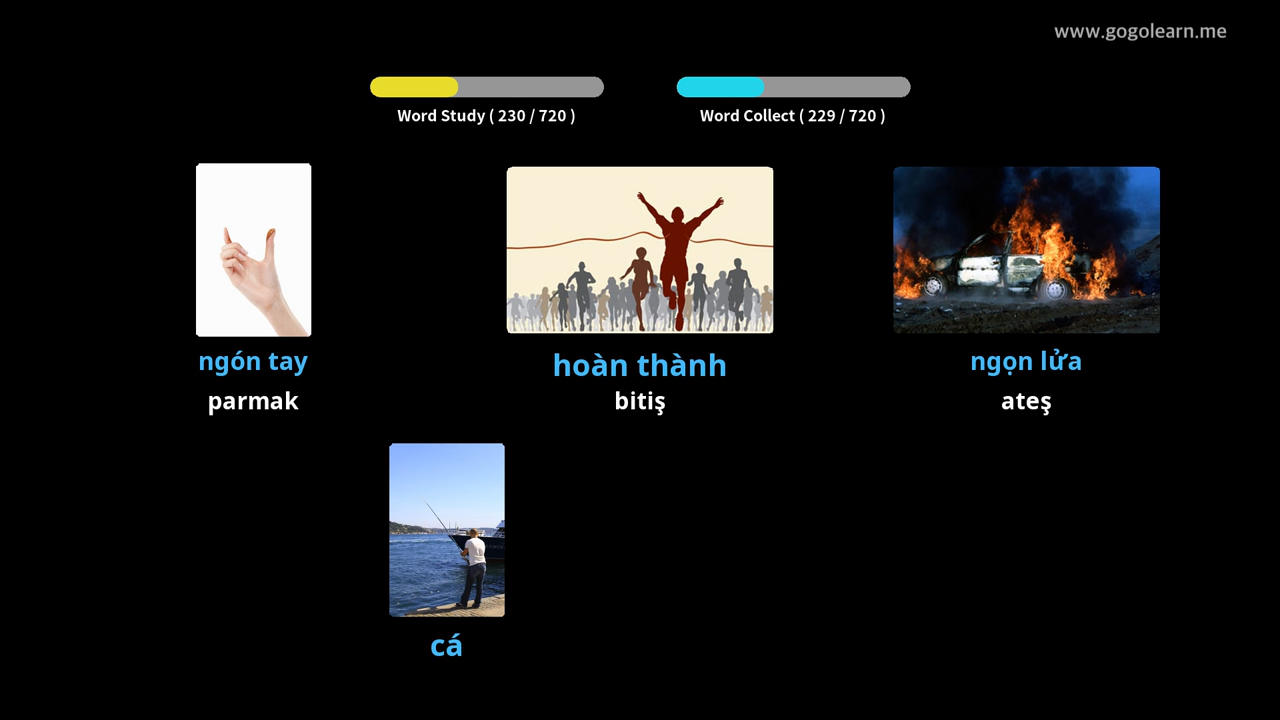 www.gogolearn.me
Word Study ( 230 / 720 )
Word Collect ( 229 / 720 )
ngón tay
parmak
hoàn thành
bitiş
ngọn lửa
ateş
cá